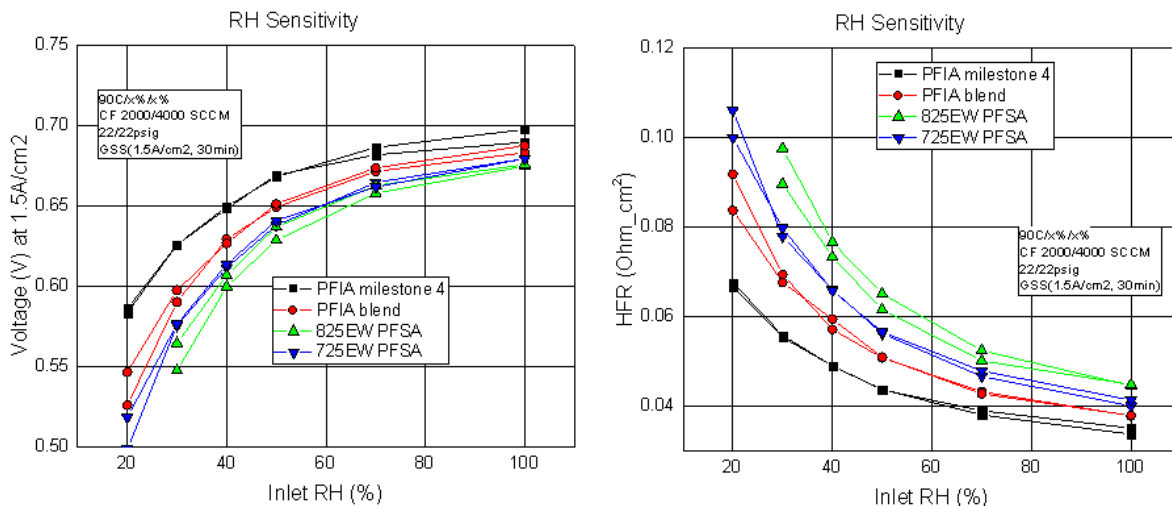 RH Sensitivity
Voltage (V) at 1.5A/cm2
0.75
0.70
0.65
0.60
0.55
0.50
90C/x%/x%
CF 2000/4000 SCCM
22/22psig
GSS(1.5A/cm2, 30min)
PFIA milestone 4
PFIA blend
825EW PFSA
725EW PFSA
20
40
60
80
100
Inlet RH (%)
RH Sensitivity
HFR (Ohm_cm²)
0.12
0.10
0.08
0.06
0.04
PFIA milestone 4
PFIA blend
825EW PFSA
725EW PFSA
90C/x%/x%
CF 2000/4000 SCCM
22/22psig
GSS(1.5A/cm2, 30min)
20
40
60
80
100
Inlet RH (%)